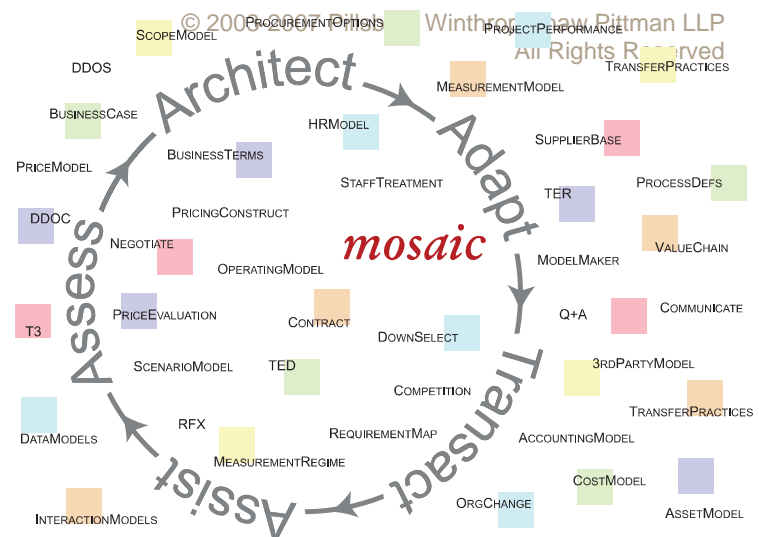 © 2003-2007 Pillsbury Winthrop Shaw Pittman LLP
All Rights Reserved
PROCUREMENTOPTIONS
SCOPEMODEL
PROJECTPERFORMANCE
DDOS
Architect
TRANSFERPRACTICES
MEASUREMENTMODEL
BUSINESSCASE
HRMODEL
Adapt
SUPPLIERBASE
BUSINESSTERMS
PRICEMODEL
STAFFTREATMENT
TER
PROCESSDEFS
DDOC
PRICINGCONSTRUCT
NEGOTIATE
mosaic
VALUECHAIN
OPERATINGMODEL
MODELMAKER
Assess
PRICEEVALUATION
CONTRACT
Q+A
COMMUNICATE
T3
DOWNSELECT
SCENARIOMODEL
TED
3RDPARTYMODEL
COMPETITION
Transact
TRANSFERPRACTICES
RFX
REQUIREMENTMAP
DATAMODELS
ACCOUNTINGMODEL
MEASUREMENTREGIME
Assist
COSTMODEL
ORGCHANGE
ASSETMODEL
INTERACTIONMODELS